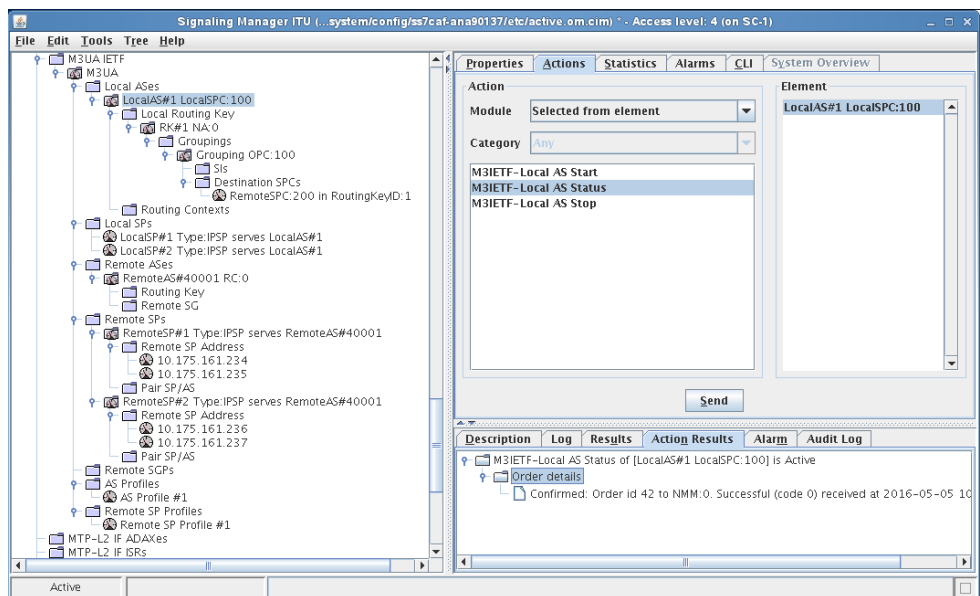 Signaling Manager ITU (...system/config/ss7caf-ana90137/etc/active.om.cim) * - Access level: 4 (on SC-1)
File Edit Tools Tree Help
M3UA IETF
M3UA
Local ASes
LocalAS#1 LocalSPC:100
Local Routing Key
RK#1 NA:0
Groupings
Grouping OPC:100
SIs
Destination SPCs
RemoteSPC:200 in RoutingKeyID:1
Routing Contexts
Local SPs
LocalSP#1 Type:IPSP serves LocalAS#1
LocalSP#2 Type:IPSP serves LocalAS#1
Remote ASes
RemoteAS#40001 RC:0
Routing Key
Remote SG
Remote SPs
RemoteSP#1 Type:IPSP serves RemoteAS#40001
Remote SP Address
10.175.161.234
10.175.161.235
Pair SP/AS
RemoteSP#2 Type:IPSP serves RemoteAS#40001
Remote SP Address
10.175.161.236
10.175.161.237
Pair SP/AS
Remote SGPs
AS Profiles
AS Profile #1
Remote SP Profiles
Remote SP Profile #1
MTP-L2 IF ADAXes
MTP-L2 IF ISRs
Properties Actions Statistics Alarms CLI System Overview
Action
Module Selected from element
Category Any
M3IETF-Local AS Start
M3IETF-Local AS Status
M3IETF-Local AS Stop
Element
LocalAS#1 LocalSPC:100
Send
Description Log Results Action Results Alarm Audit Log
M3IETF-Local AS Status of [LocalAS#1 LocalSPC:100] is Active
Order details
Confirmed: Order id 42 to NMM:0. Successful (code 0) received at 2016-05-05 10
Active